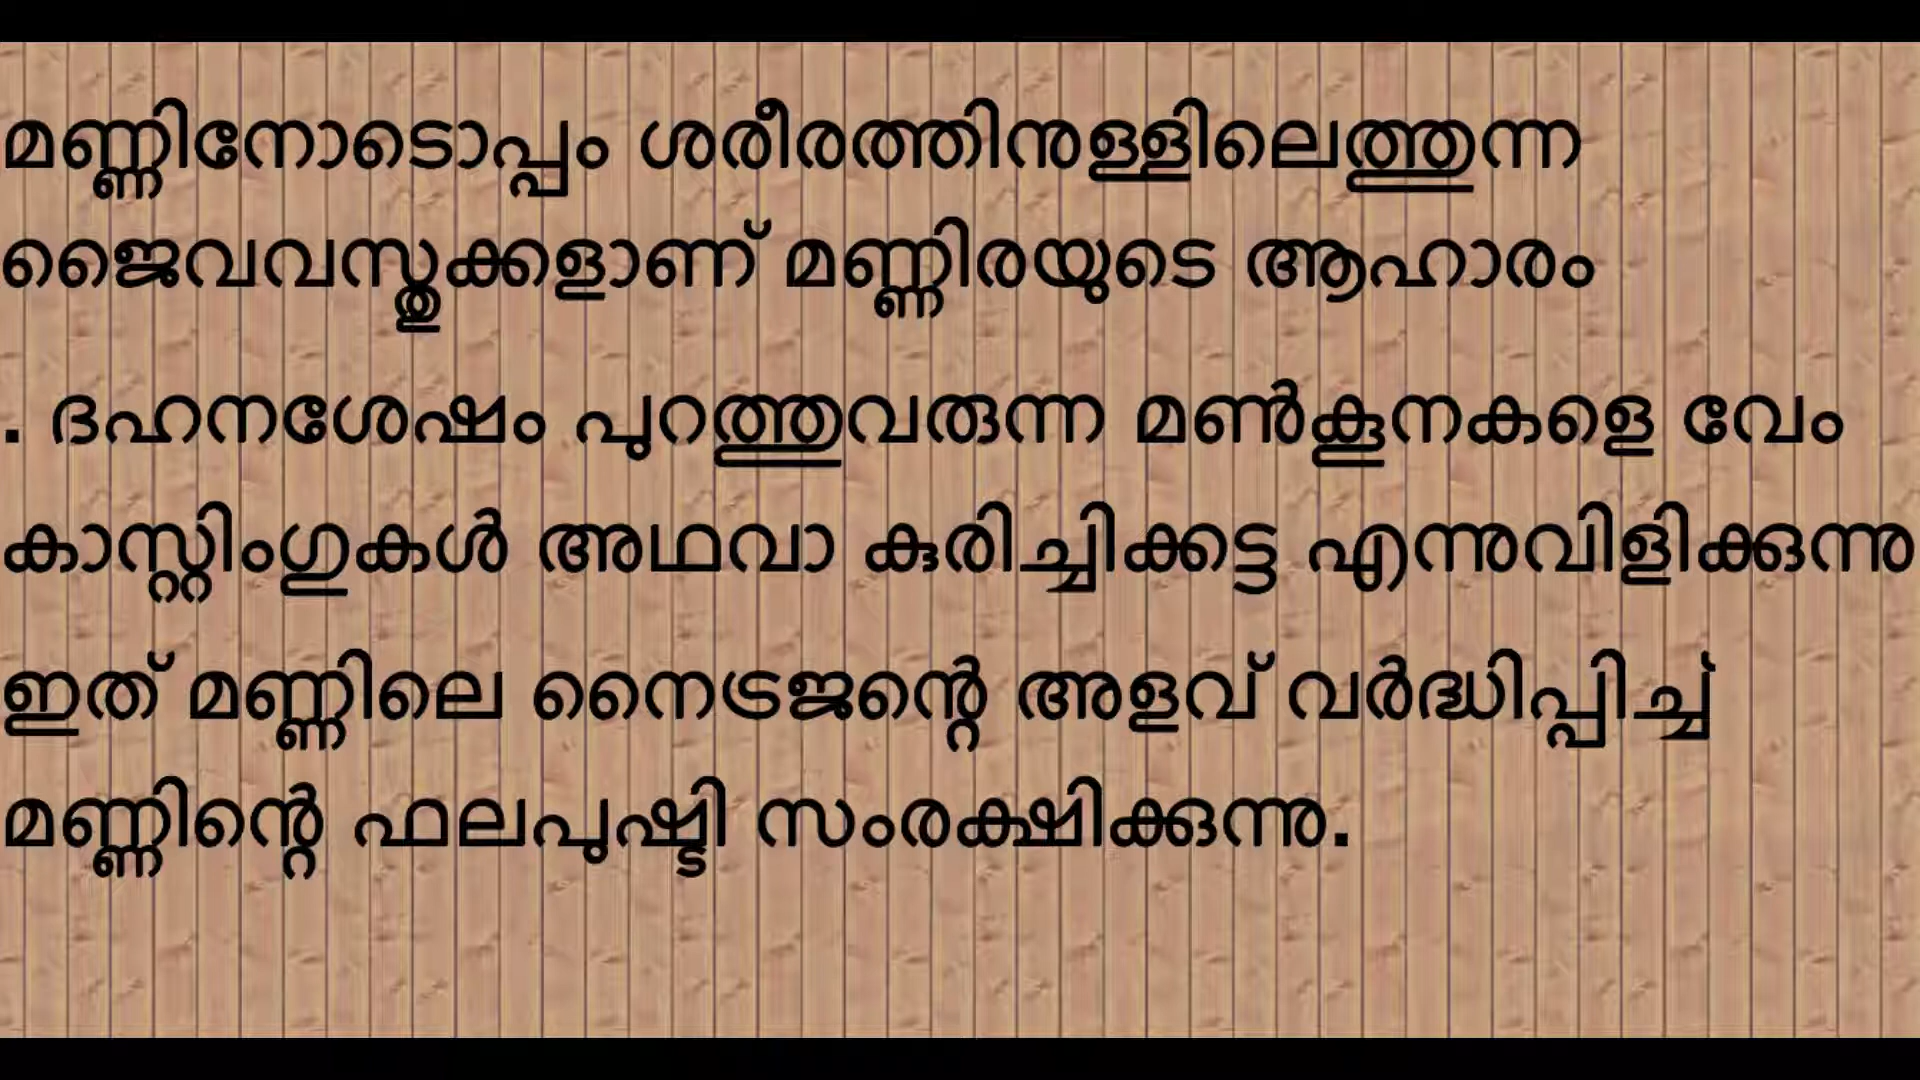 മണ്ണിനോടൊപ്പം ശരീരത്തിനുള്ളിലെത്തുന്ന
ജൈവവസ്തുക്കളാണ് മണ്ണിരയുടെ ആഹാരം
. ദഹനശേഷം പുറത്തുവരുന്ന മൺകൂനകളെ വേം
കാസ്റ്റിംഗുകൾ അഥവാ കുരിച്ചിക്കട്ട എന്നുവിളിക്കുന്നു
ഇത് മണ്ണിലെ നൈട്രജന്റെ അളവ് വർദ്ധിപ്പിച്ച്
മണ്ണിന്റെ ഫലപുഷ്ടി സംരക്ഷിക്കുന്നു.